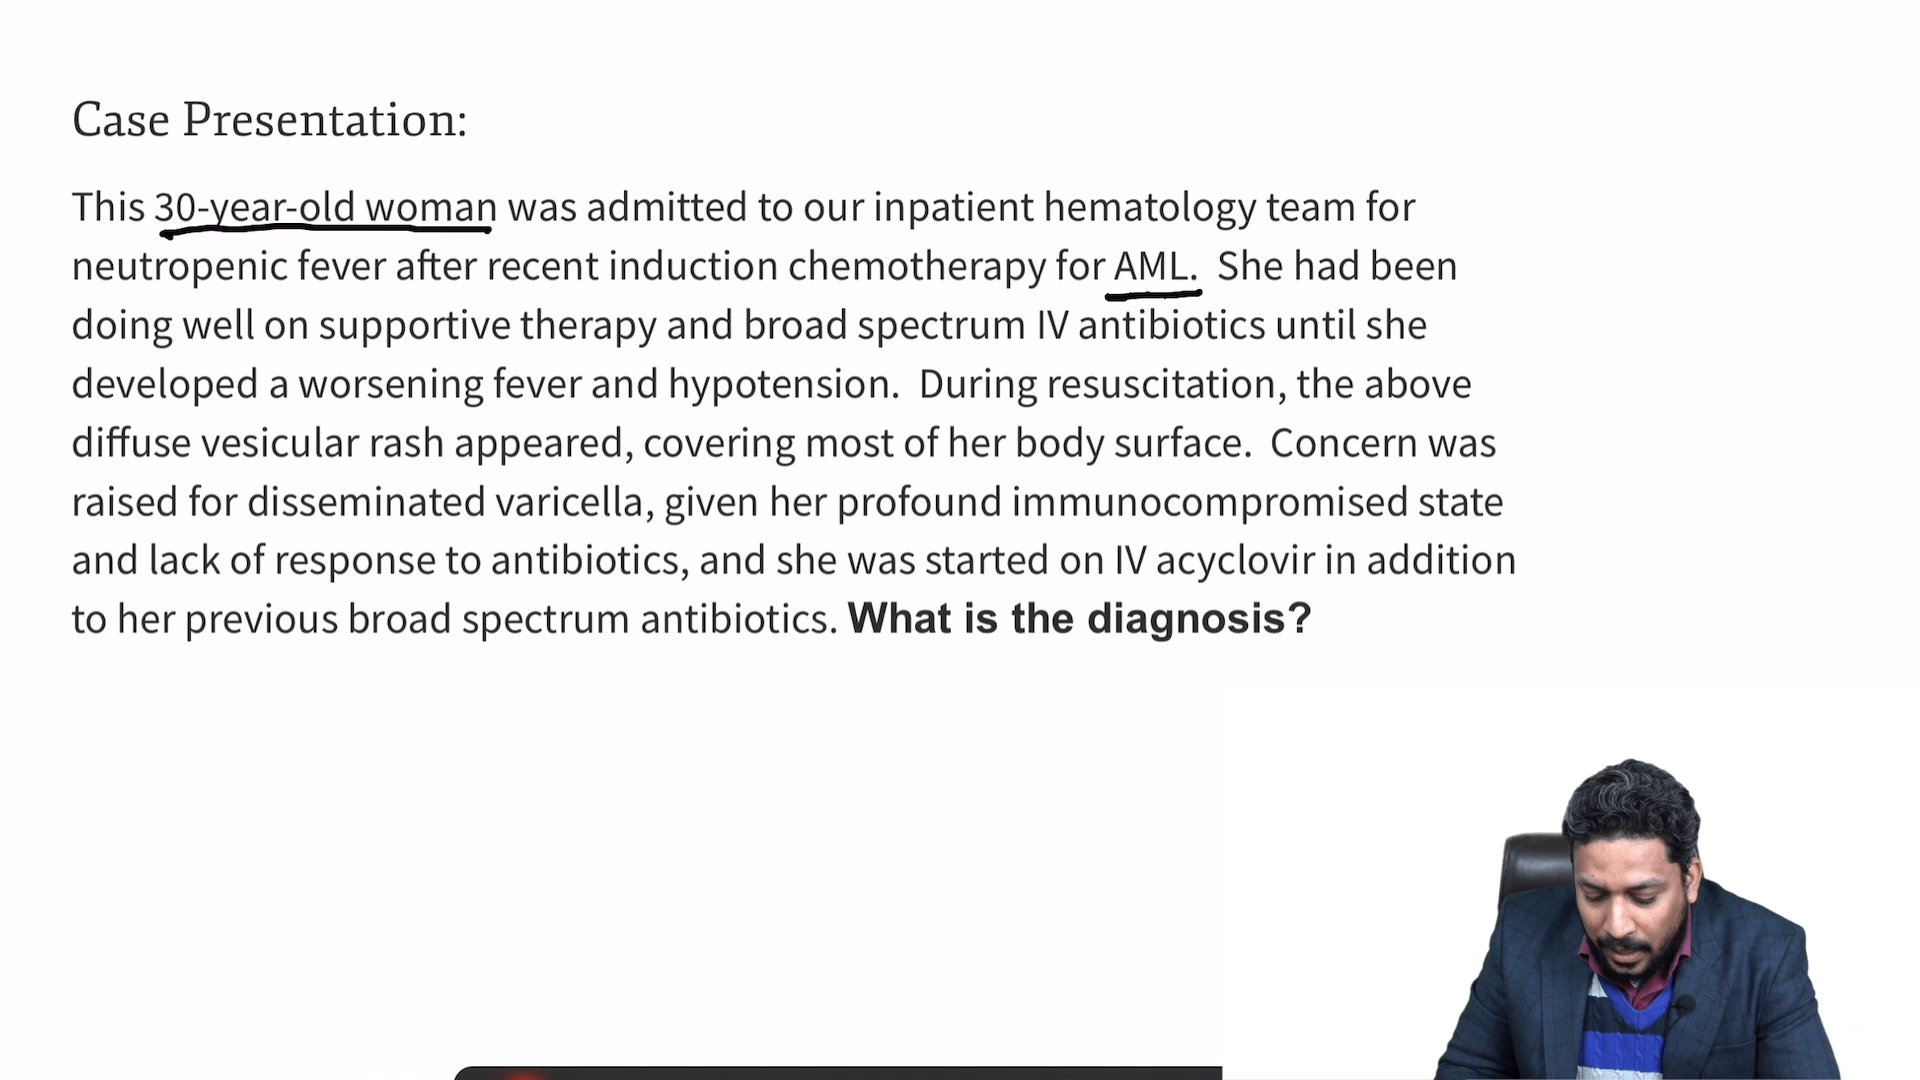 Case Presentation:
This 30-year-old woman was admitted to our inpatient hematology team for
neutropenic fever after recent induction chemotherapy for AML. She had been
doing well on supportive therapy and broad spectrum IV antibiotics until she
developed a worsening fever and hypotension. During resuscitation, the above
diffuse vesicular rash appeared, covering most of her body surface. Concern was
raised for disseminated varicella, given her profound immunocompromised state
and lack of response to antibiotics, and she was started on IV acyclovir in addition
to her previous broad spectrum antibiotics. What is the diagnosis?